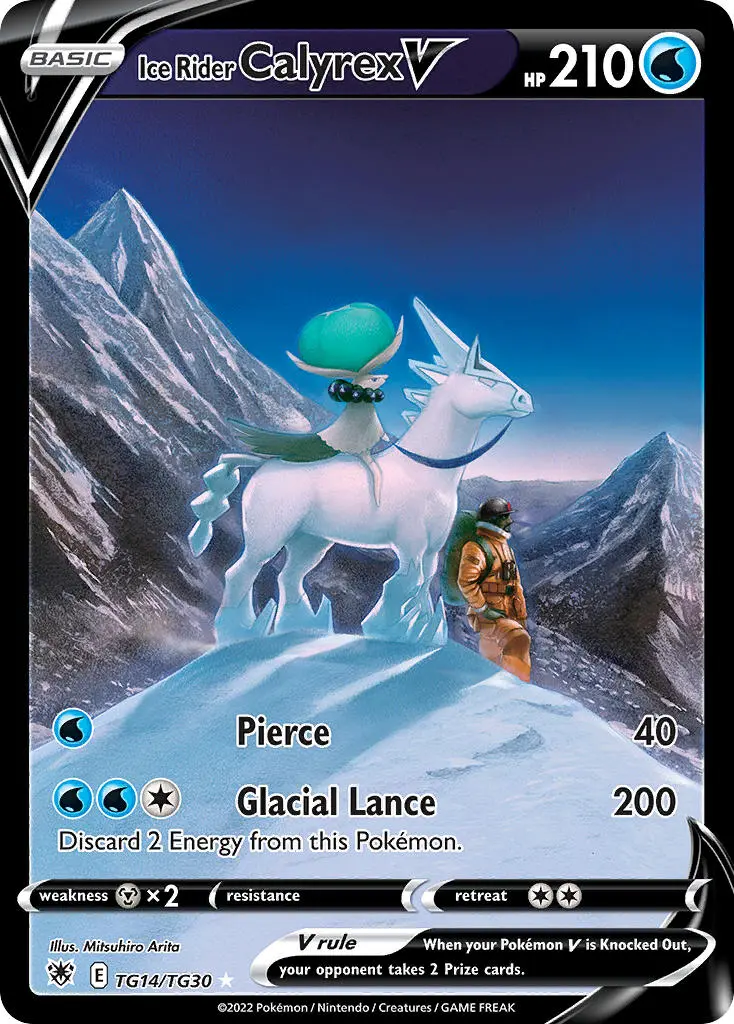 BASIC
Ice Rider Calyrex V
HP 210
Pierce 40
Glacial Lance 200
Discard 2 Energy from this Pokémon.
weakness ×2 resistance retreat
Illus. Mitsuhiro Arita
V rule When your Pokémon V is Knocked Out,
your opponent takes 2 Prize cards.
E TG14/TG30
©2022 Pokémon / Nintendo / Creatures / GAME FREAK